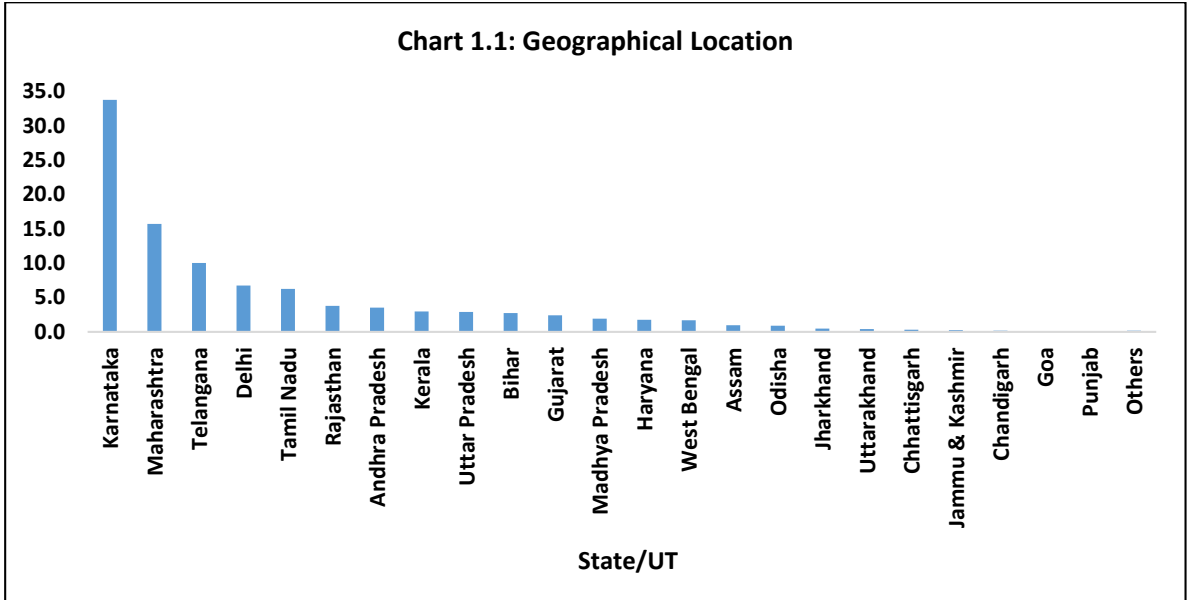 Chart 1.1: Geographical Location
35.0
30.0
25.0
20.0
15.0
10.0
5.0
0.0
Karnataka
Maharashtra
Telangana
Delhi
Tamil Nadu
Rajasthan
Andhra Pradesh
Kerala
Uttar Pradesh
Bihar
Gujarat
Madhya Pradesh
Haryana
West Bengal
Assam
Odisha
Jharkhand
Uttarakhand
Chhattisgarh
Jammu & Kashmir
Chandigarh
Goa
Punjab
Others
State/UT